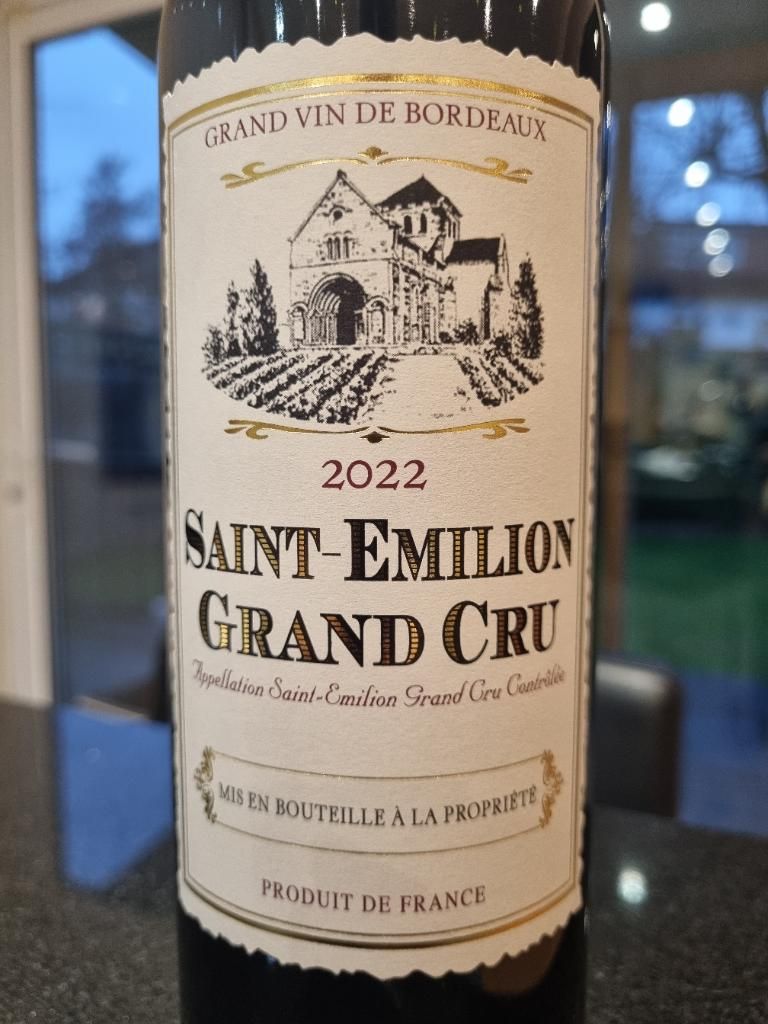 GRAND VIN DE BORDEAUX
2022
SAINT-EMILION
GRAND CRU
Appellation Saint-Emilion Grand Cru Contrôlée
MIS EN BOUTEILLE À LA PROPRIÉTÉ
PRODUIT DE FRANCE